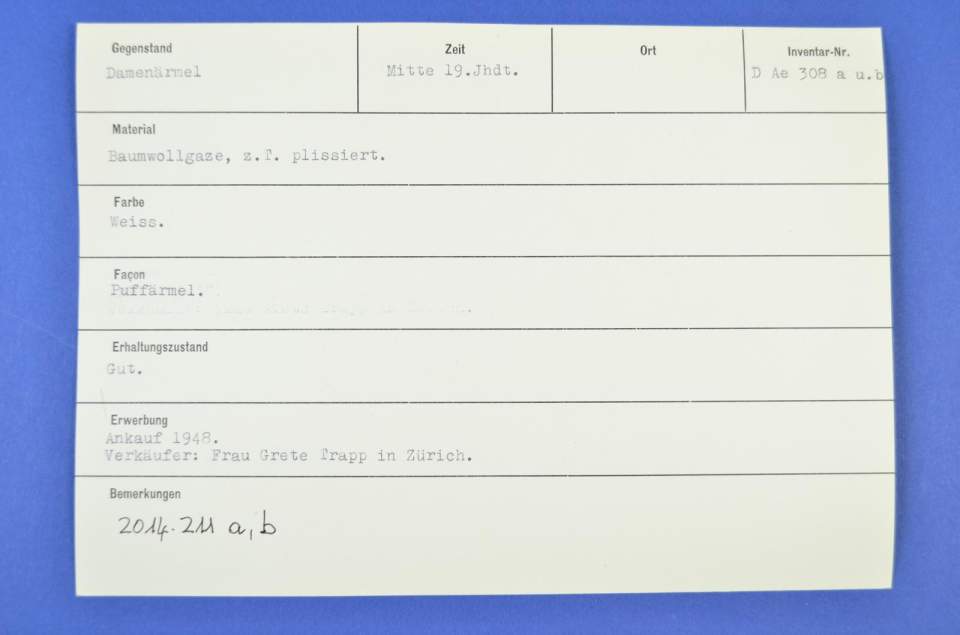 Gegenstand Zeit Ort Inventar-Nr.
Damenärmel Mitte 19.Jhdt. D Ae 308 a u.b
Material
Baumwollgaze, z.T. plissiert.
Farbe
Weiss.
Façon
Puffärmel.
Erhaltungszustand
Gut.
Erwerbung
Ankauf 1948.
Verkäufer: Frau Grete Trapp in Zürich.
Bemerkungen
2014.211 a, b